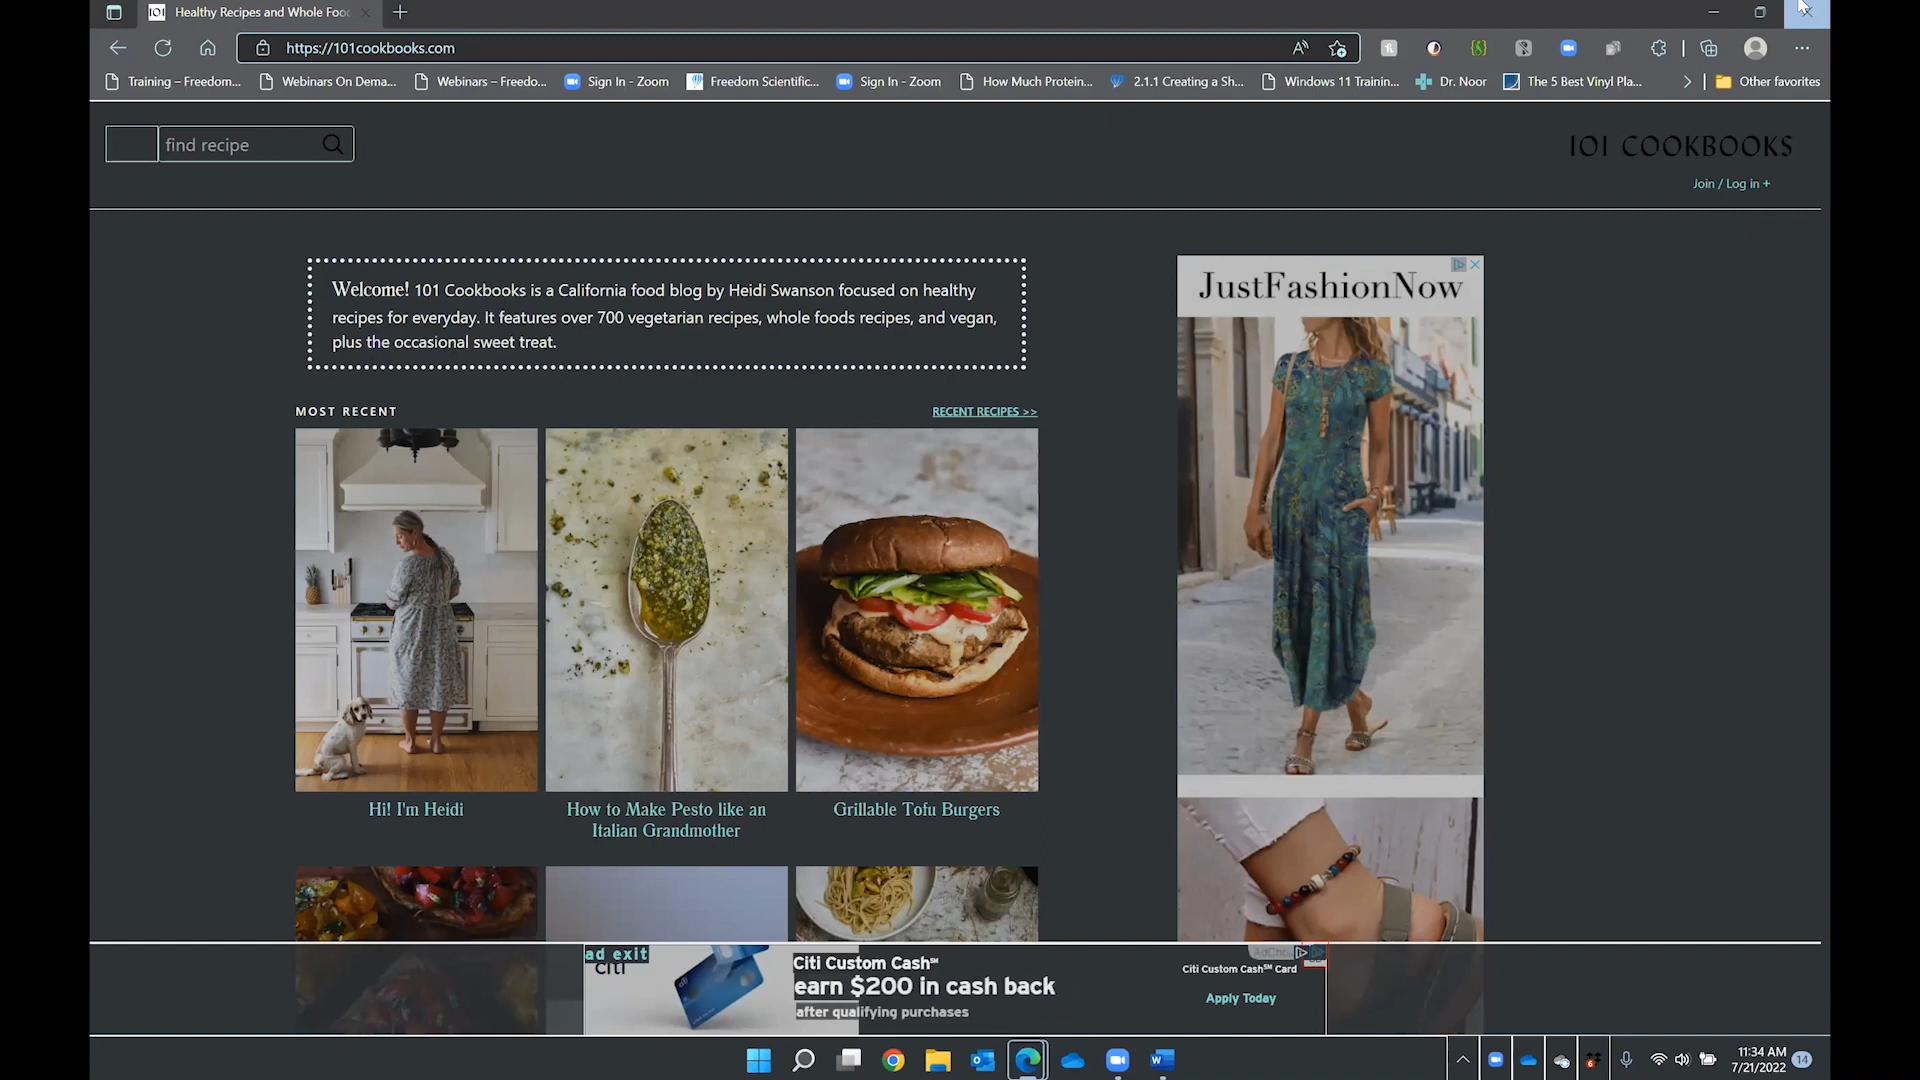 Healthy Recipes and Whole Foo
https://101cookbooks.com
Training – Freedom...
Webinars On Dema...
Webinars – Freedo...
Sign In - Zoom
Freedom Scientific...
Sign In - Zoom
How Much Protein...
2.1.1 Creating a Sh...
Windows 11 Trainin...
Dr. Noor
The 5 Best Vinyl Pla...
Other favorites
find recipe
101 COOKBOOKS
Join / Log in +
Welcome! 101 Cookbooks is a California food blog by Heidi Swanson focused on healthy
recipes for everyday. It features over 700 vegetarian recipes, whole foods recipes, and vegan,
plus the occasional sweet treat.
JustFashionNow
MOST RECENT
RECENT RECIPES >>
Hi! I'm Heidi
How to Make Pesto like an
Italian Grandmother
Grillable Tofu Burgers
ad exit
citi
Citi Custom Cash℠
earn $200 in cash back
after qualifying purchases
AdChoi
Citi Custom Cash℠ Card
Apply Today
11:34 AM
7/21/2022
14